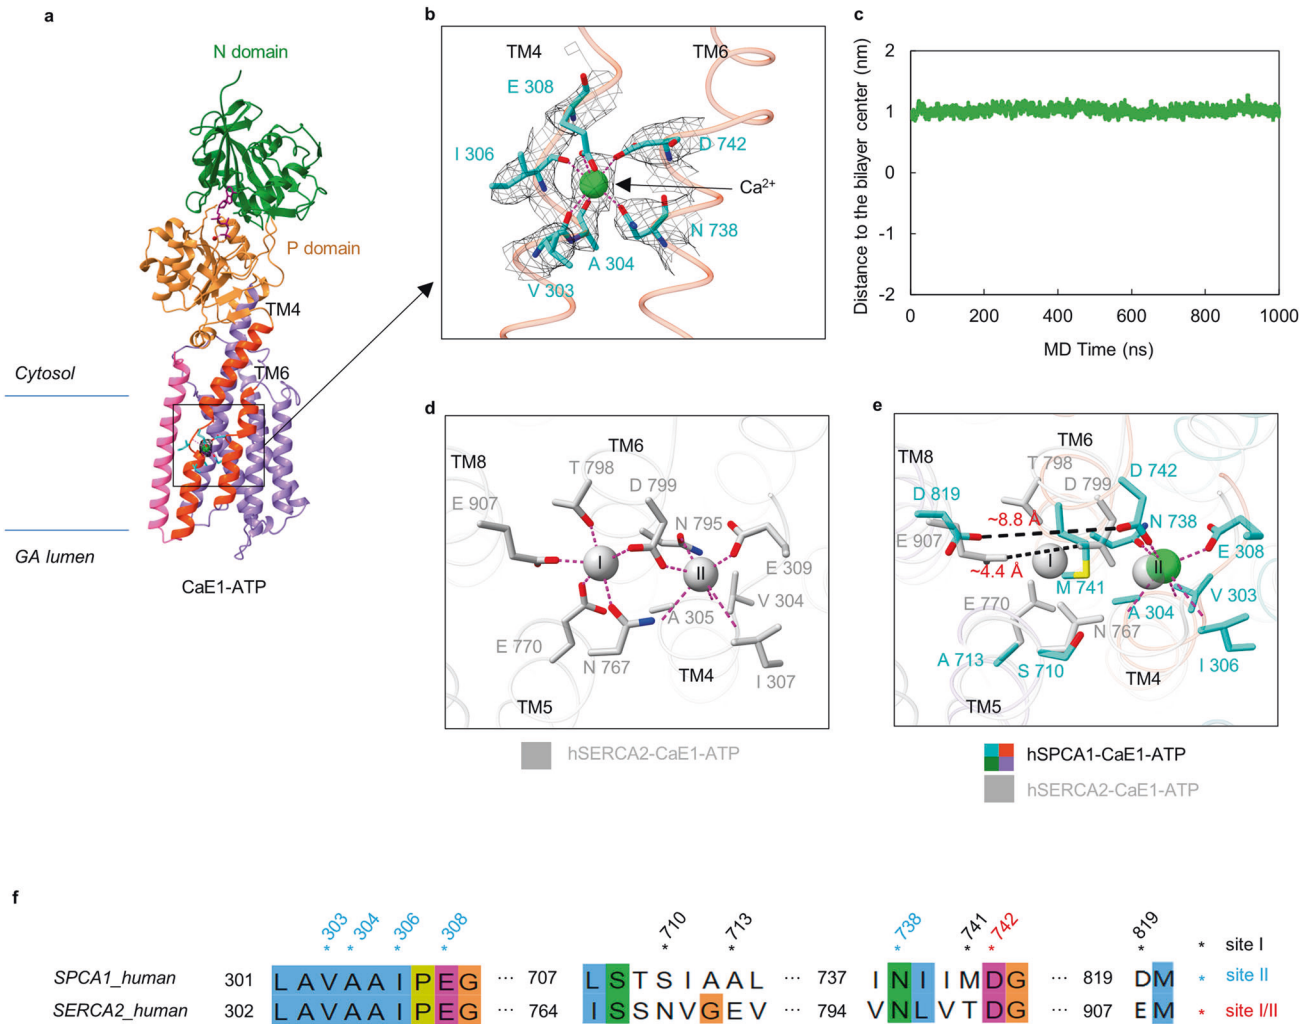 a
N domain
P domain
TM4
TM6
Cytosol
GA lumen
CaE1-ATP
b
TM4
TM6
E 308
I 306
D 742
Ca2+
N 738
A 304
V 303
c
Distance to the bilayer center (nm)
2
1
0
-1
-2
0 200 400 600 800 1000
MD Time (ns)
d
TM6
TM8
T 798
D 799
E 907
N 795
I
II
E 309
V 304
A 305
E 770
N 767
TM4
I 307
TM5
hSERCA2-CaE1-ATP
e
TM6
TM8
T 798
D 742
D 799
D 819
~8.8 Å
N 738
E 907
E 308
I
II
~4.4 Å
M 741
V 303
E 770
A 304
N 767
A 713
S 710
I 306
TM4
TM5
hSPCA1-CaE1-ATP
hSERCA2-CaE1-ATP
f
* 303 * 304 * 306 * 308 * 710 * 713 * 738 * 741 * 742 * 819 * site I
SPCA1_human 301 LAVAAIPEG ... 707 LSTSIAAL ... 737 INIIMDG ... 819 DM * site II
SERCA2_human 302 LAVAAIPEG ... 764 ISSNVGEV ... 794 VNLVTDG ... 907 EM * site I/II